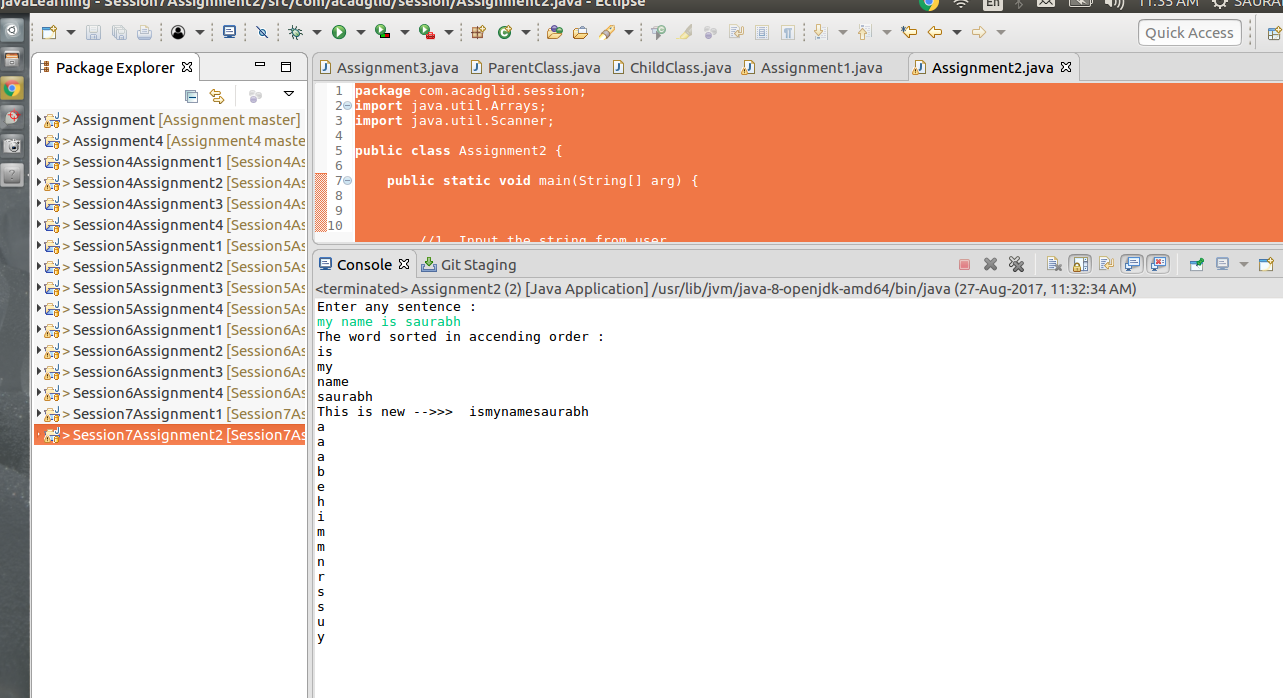 javaLearning - Session7Assignment2/src/com/acadglid/session/Assignment2.java - Eclipse
En
11:35 AM
SAURA
Quick Access
Package Explorer
Assignment3.java
ParentClass.java
ChildClass.java
Assignment1.java
Assignment2.java
> Assignment [Assignment master]
> Assignment4 [Assignment4 maste
> Session4Assignment1 [Session4As
> Session4Assignment2 [Session4As
> Session4Assignment3 [Session4As
> Session4Assignment4 [Session4As
> Session5Assignment1 [Session5As
> Session5Assignment2 [Session5As
> Session5Assignment3 [Session5As
> Session5Assignment4 [Session5As
> Session6Assignment1 [Session6As
> Session6Assignment2 [Session6As
> Session6Assignment3 [Session6As
> Session6Assignment4 [Session6As
> Session7Assignment1 [Session7As
> Session7Assignment2 [Session7As
1 package com.acadglid.session;
2 import java.util.Arrays;
3 import java.util.Scanner;
4
5 public class Assignment2 {
6
7 public static void main(String[] arg) {
8
9
10
//1. Input the string from user
Console
Git Staging
<terminated> Assignment2 (2) [Java Application] /usr/lib/jvm/java-8-openjdk-amd64/bin/java (27-Aug-2017, 11:32:34 AM)
Enter any sentence :
my name is saurabh
The word sorted in accending order :
is
my
name
saurabh
This is new -->>>  ismynamesaurabh
a
a
a
b
e
h
i
m
m
n
r
s
s
u
y